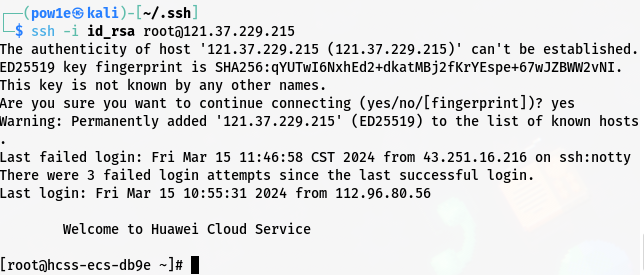 ┌──(pow1e㉿kali)-[~/.ssh]
└─$ ssh -i id_rsa root@121.37.229.215
The authenticity of host '121.37.229.215 (121.37.229.215)' can't be established.
ED25519 key fingerprint is SHA256:qYUTwI6NxhEd2+dkatMBj2fKrYEspe+67wJZBWW2vNI.
This key is not known by any other names.
Are you sure you want to continue connecting (yes/no/[fingerprint])? yes
Warning: Permanently added '121.37.229.215' (ED25519) to the list of known hosts
.
Last failed login: Fri Mar 15 11:46:58 CST 2024 from 43.251.16.216 on ssh:notty
There were 3 failed login attempts since the last successful login.
Last login: Fri Mar 15 10:55:31 2024 from 112.96.80.56
Welcome to Huawei Cloud Service
[root@hcss-ecs-db9e ~]#